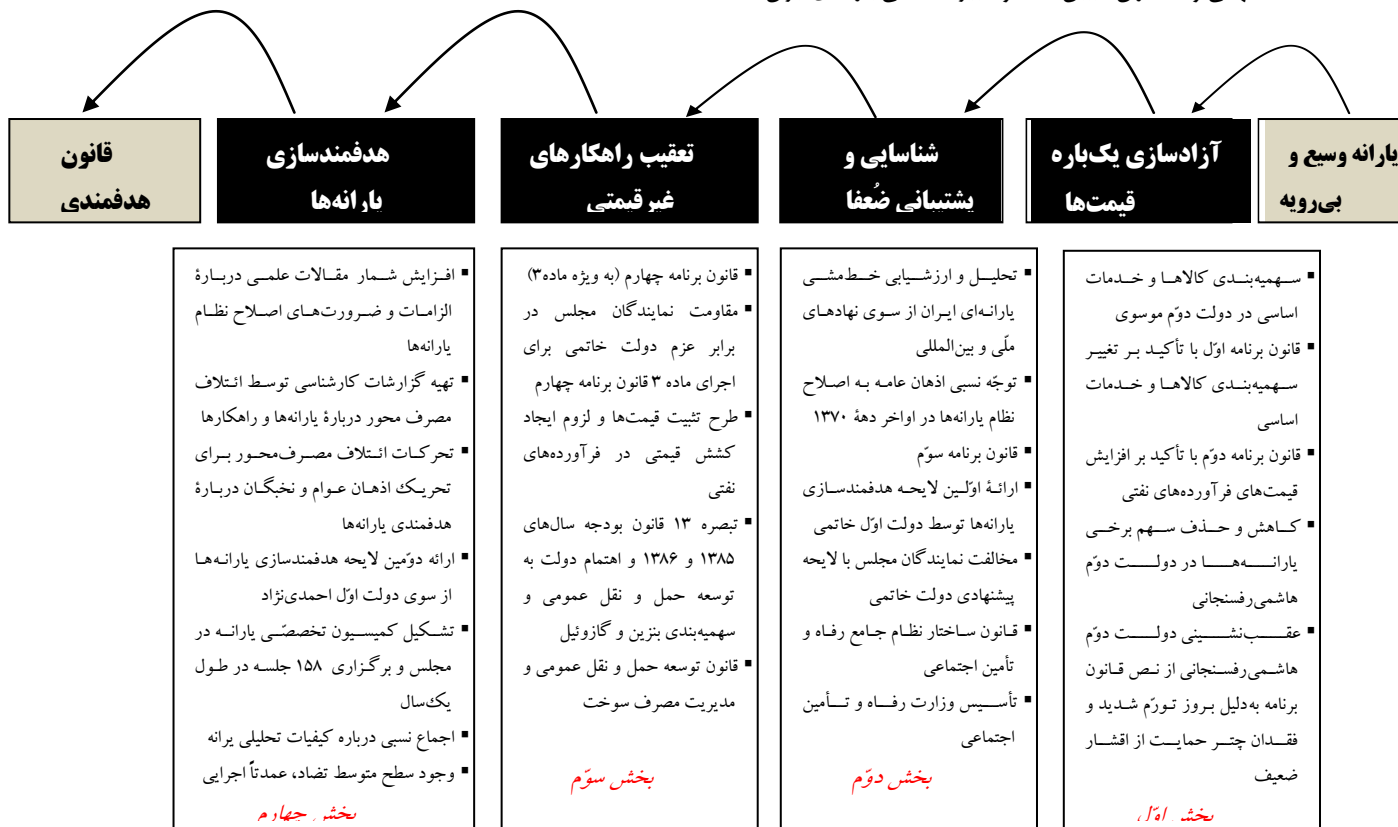 یارانه وسیع و
بی‌رویه
آزادسازی یک‌باره
قیمت‌ها
شناسایی و
پشتیبانی ضُعفا
تعقیب راهکارهای
غیرقیمتی
هدفمندسازی
یارانه‌ها
قانون
هدفمندی
▪ سهمیه‌بندی کالاها و خدمات
اساسی در دولت دوّم موسوی
▪ قانون برنامه اوّل با تأکید بر تغییر
سهمیه‌بندی کالاها و خدمات
اساسی
▪ قانون برنامه دوّم با تأکید بر افزایش
قیمت‌های فرآورده‌های نفتی
▪ کاهش و حذف سهم برخی
یارانه‌ها در دولت دوّم
هاشمی‌رفسنجانی
▪ عقب‌نشینی دولت دوّم
هاشمی‌رفسنجانی از نص قانون
برنامه به‌دلیل بروز تورّم شدید و
فقدان چتر حمایت از اقشار
ضعیف
بخش اوّل
▪ تحلیل و ارزشیابی خط‌مشی
یارانه‌ای ایران از سوی نهادهای
ملّی و بین‌المللی
▪ توجّه نسبی اذهان عامه به اصلاح
نظام یارانه‌ها در اواخر دههٔ ۱۳۷۰
▪ قانون برنامه سوّم
▪ ارائهٔ اوّلین لایحه هدفمندسازی
یارانه‌ها توسط دولت اوّل خاتمی
▪ مخالفت نمایندگان مجلس با لایحه
پیشنهادی دولت خاتمی
▪ قانون ساختار نظام جامع رفاه و
تأمین اجتماعی
▪ تأسیس وزارت رفاه و تأمین
اجتماعی
بخش دوّم
▪ قانون برنامه چهارم (به ویژه ماده۳)
▪ مقاومت نمایندگان مجلس در
برابر عزم دولت خاتمی برای
اجرای ماده ۳ قانون برنامه چهارم
▪ طرح تثبیت قیمت‌ها و لزوم ایجاد
کشش قیمتی در فرآورده‌های
نفتی
▪ تبصره ۱۳ قانون بودجه سال‌های
۱۳۸۵ و ۱۳۸۶ و اهتمام دولت به
توسعه حمل و نقل عمومی و
سهمیه‌بندی بنزین و گازوئیل
▪ قانون توسعه حمل و نقل عمومی و
مدیریت مصرف سوخت
بخش سوّم
▪ افزایش شمار مقالات علمی دربارهٔ
الزامات و ضرورت‌های اصلاح نظام
یارانه‌ها
▪ تهیه گزارشات کارشناسی توسط ائتلاف
مصرف محور دربارهٔ یارانه‌ها و راهکارها
▪ تحرکات ائتلاف مصرف‌محور برای
تحریک اذهان عوام و نخبگان دربارهٔ
هدفمندی یارانه‌ها
▪ ارائه دوّمین لایحه هدفمندسازی یارانه‌ها
از سوی دولت اوّل احمدی‌نژاد
▪ تشکیل کمیسیون تخصصّی یارانه در
مجلس و برگزاری ۱۵۸ جلسه در طول
یک‌سال
▪ اجماع نسبی درباره کیفیات تحلیلی یرانه
▪ وجود سطح متوسط تضاد، عمدتاً اجرایی
بخش چهارم